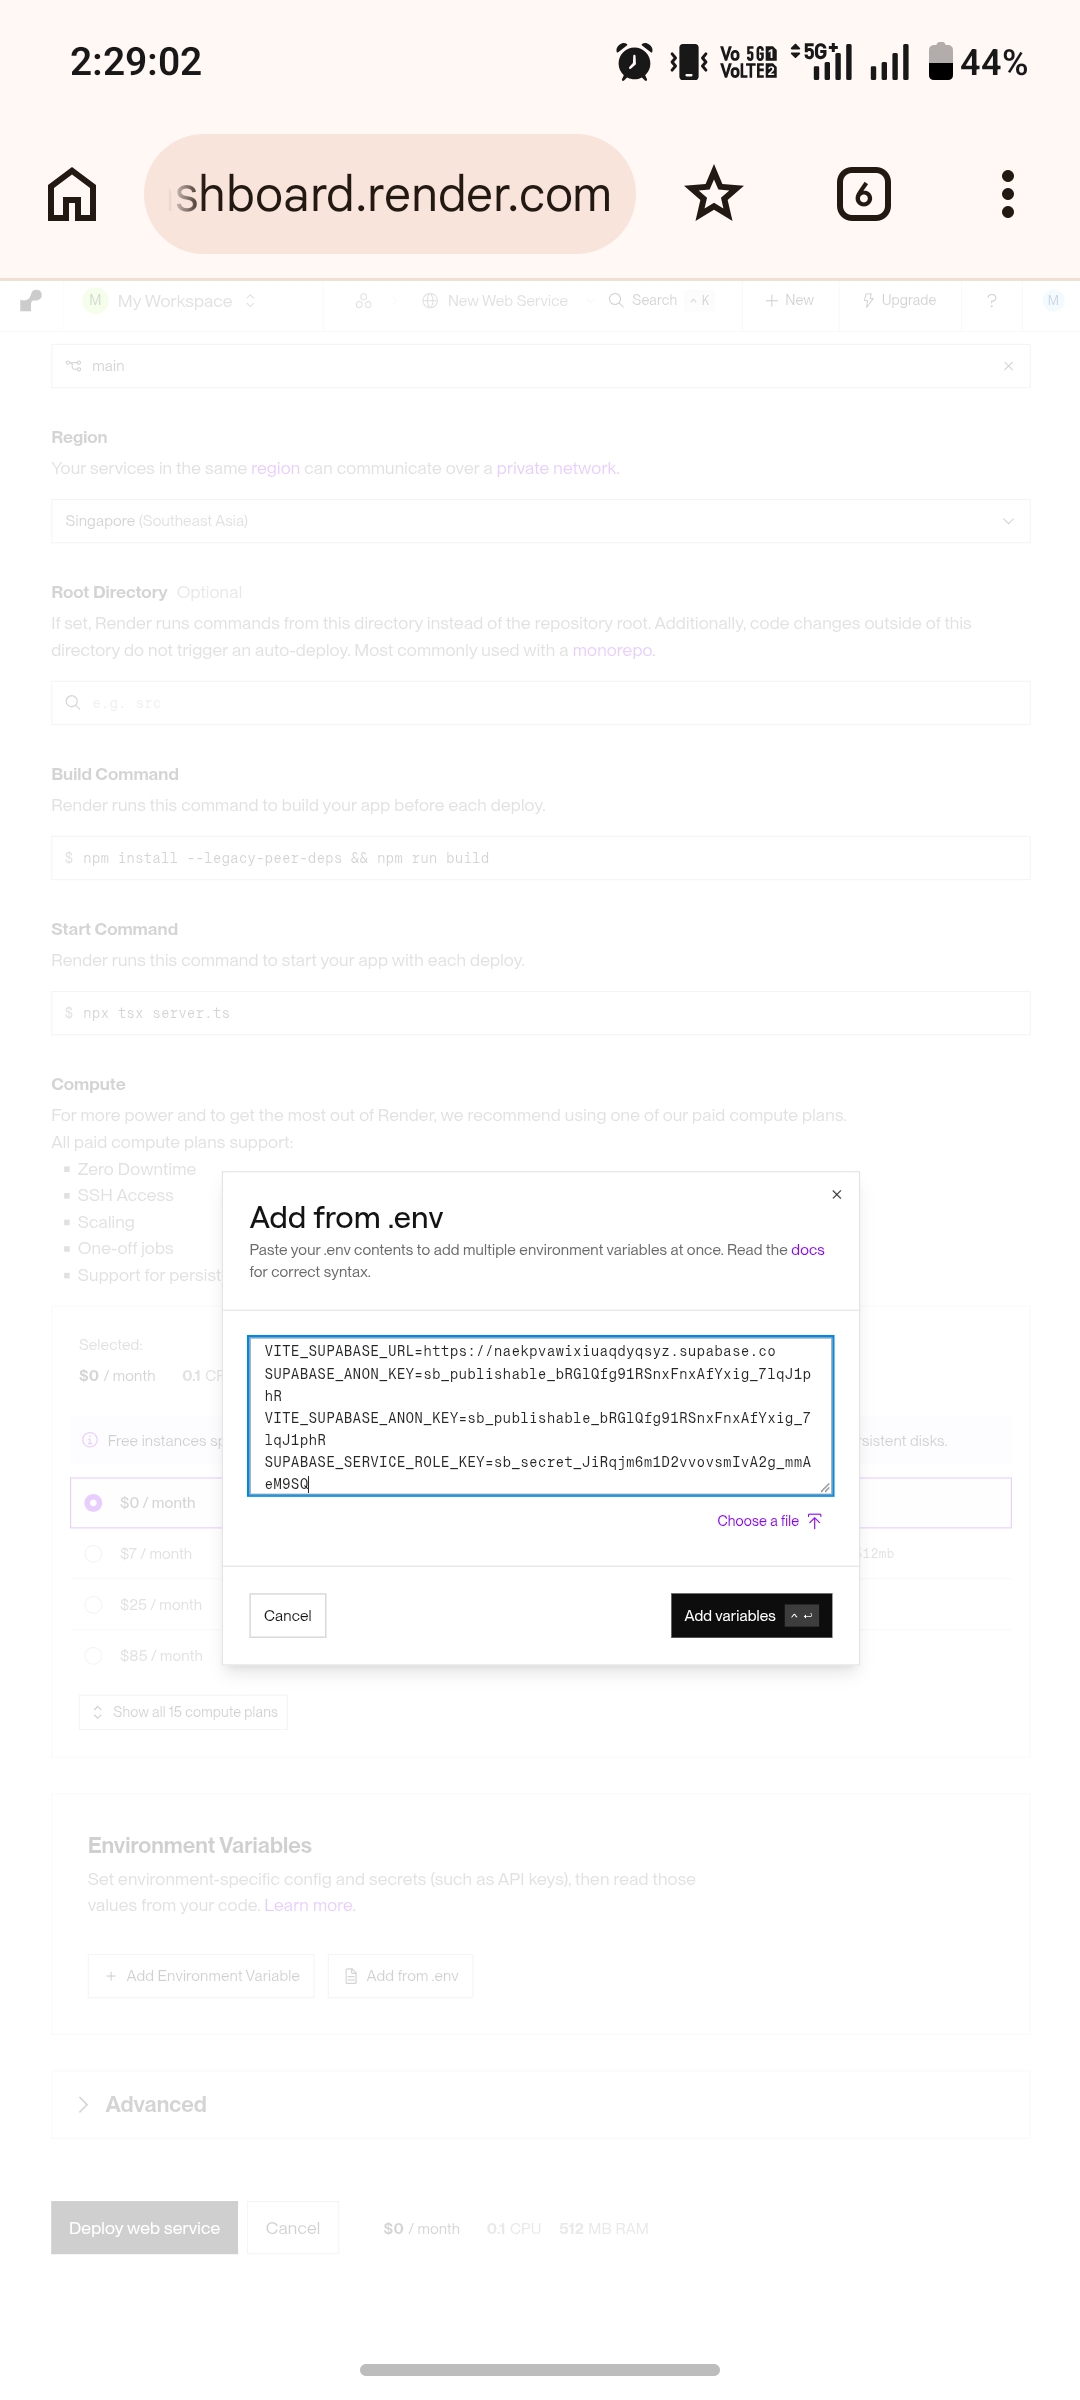 2:29:02
Vo 5G 1
VoLTE 2
5G+
44%
shboard.render.com
6
M My Workspace
New Web Service
Search ^ K
+ New
Upgrade
?
M
main
Region
Your services in the same region can communicate over a private network.
Singapore (Southeast Asia)
Root Directory Optional
If set, Render runs commands from this directory instead of the repository root. Additionally, code changes outside of this
directory do not trigger an auto-deploy. Most commonly used with a monorepo.
e.g. src
Build Command
Render runs this command to build your app before each deploy.
$ npm install --legacy-peer-deps && npm run build
Start Command
Render runs this command to start your app with each deploy.
$ npx tsx server.ts
Compute
For more power and to get the most out of Render, we recommend using one of our paid compute plans.
All paid compute plans support:
Zero Downtime
SSH Access
Scaling
One-off jobs
Support for persist
Add from .env
Paste your .env contents to add multiple environment variables at once. Read the docs
for correct syntax.
VITE_SUPABASE_URL=https://naekpvawixiuaqdyqsyz.supabase.co
SUPABASE_ANON_KEY=sb_publishable_bRGlQfg91RSnxFnxAfYxig_7lqJ1p
hR
VITE_SUPABASE_ANON_KEY=sb_publishable_bRGlQfg91RSnxFnxAfYxig_7
lqJ1phR
SUPABASE_SERVICE_ROLE_KEY=sb_secret_JiRqjm6m1D2vvovsmIvA2g_mmA
eM9SQ
Choose a file
Cancel
Add variables
Selected:
$0 / month 0.1 CP
Free instances sp
sistent disks.
$0 / month
$7 / month
12mb
$25 / month
$85 / month
Show all 15 compute plans
Environment Variables
Set environment-specific config and secrets (such as API keys), then read those
values from your code. Learn more.
+ Add Environment Variable
Add from .env
Advanced
Deploy web service
Cancel
$0 / month 0.1 CPU 512 MB RAM